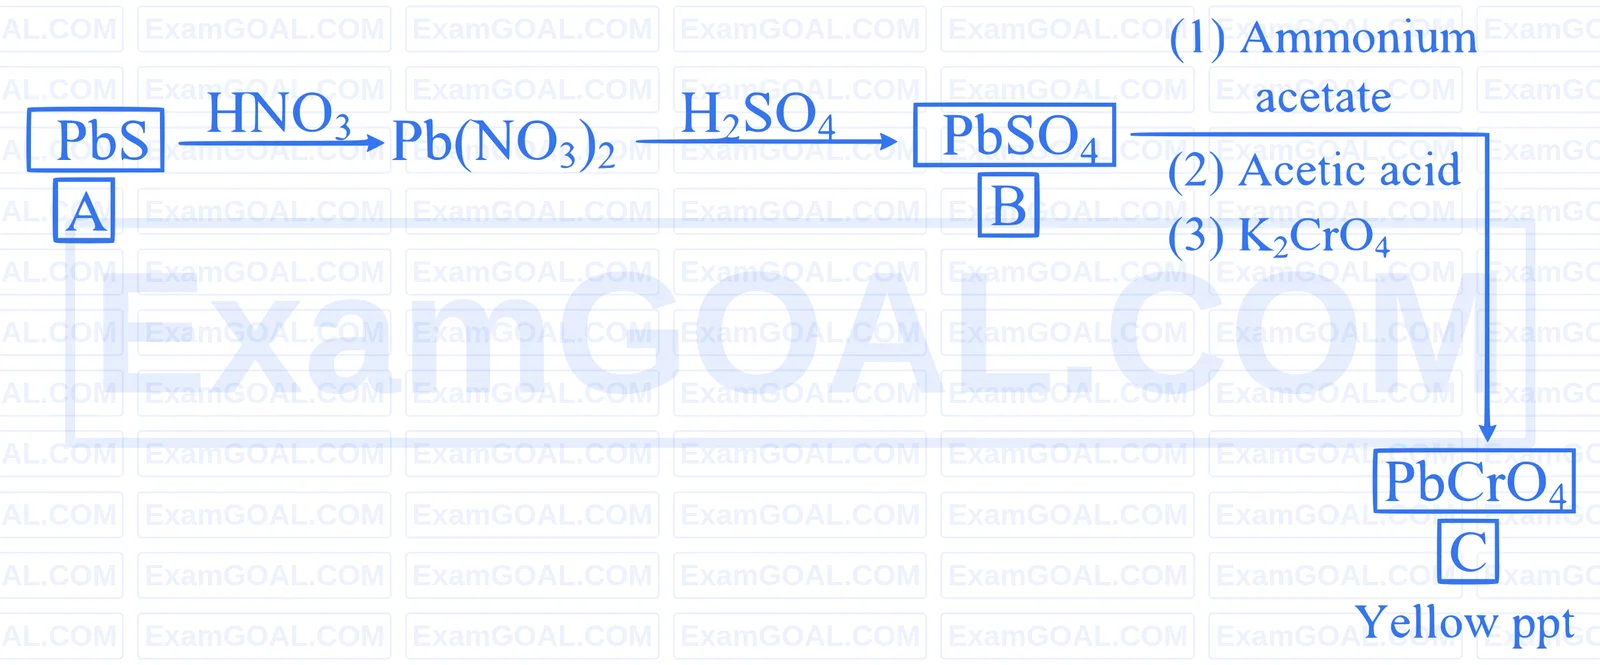 (1) Ammonium
acetate
PbS HNO₃ Pb(NO₃)₂ H₂SO₄ PbSO₄
(2) Acetic acid
A B
(3) K₂CrO₄
ExamGOAL.COM
PbCrO₄
C
Yellow ppt